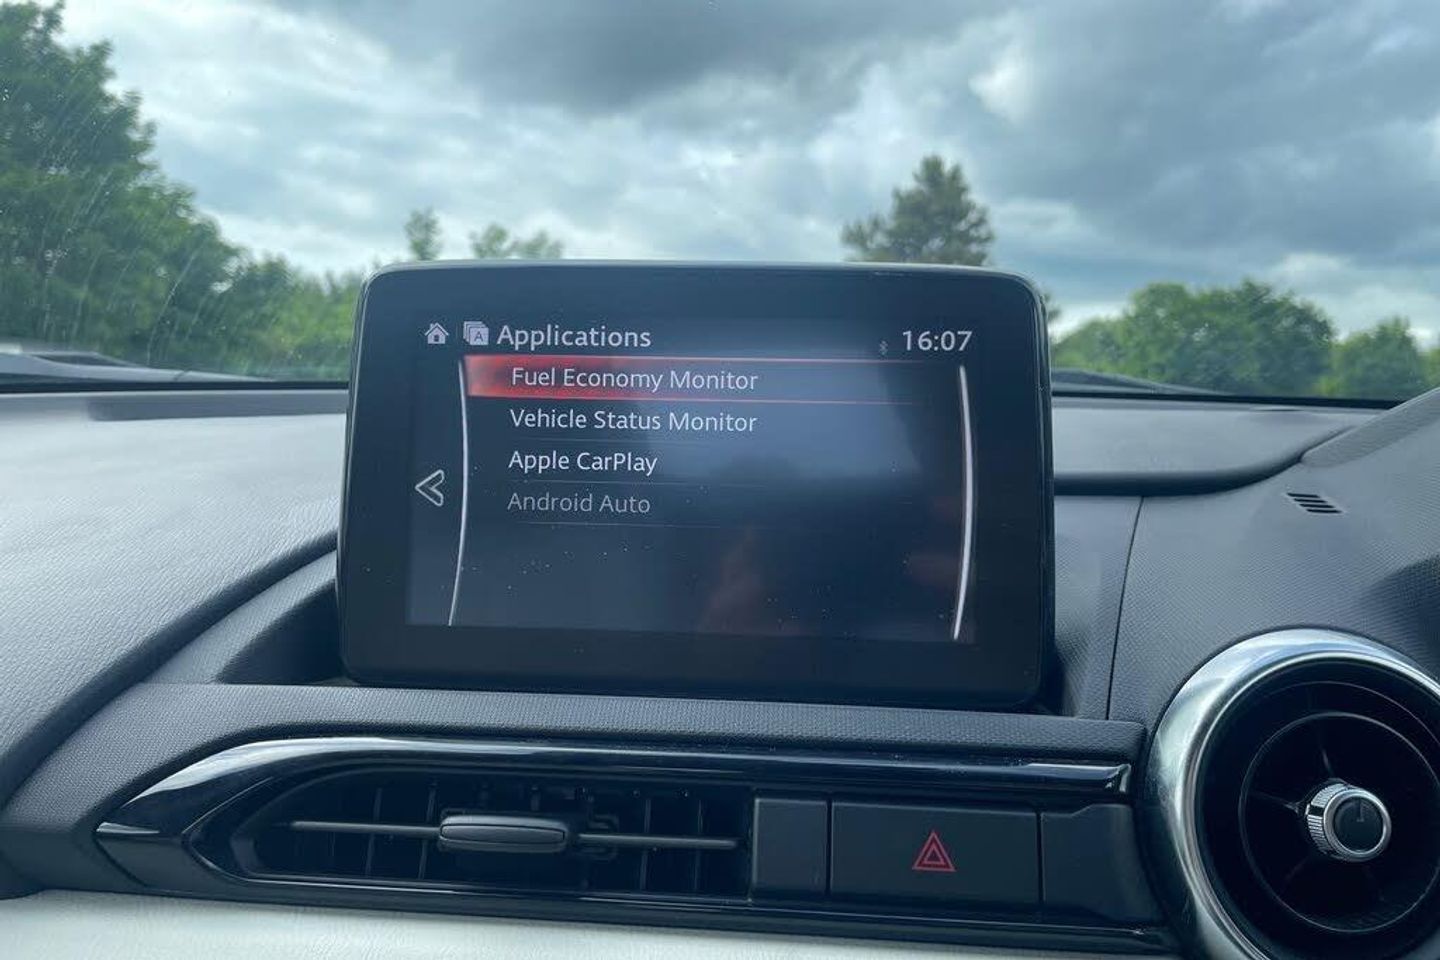 Applications
16:07
Fuel Economy Monitor
Vehicle Status Monitor
Apple CarPlay
Android Auto